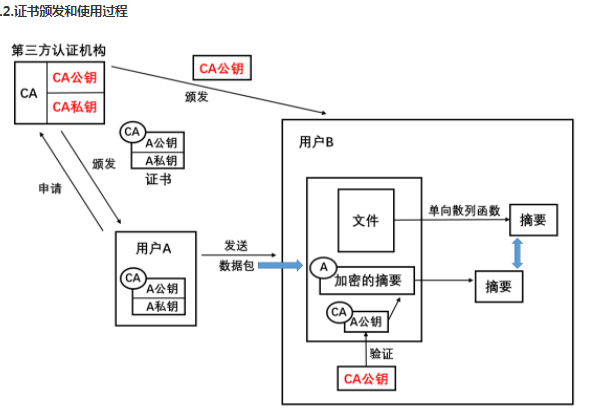 .2.证书颁发和使用过程
第三方认证机构
CA
CA公钥
CA私钥
CA公钥
颁发
CA
A公钥
A私钥
证书
颁发
申请
用户A
CA
A公钥
A私钥
发送
数据包
用户B
文件
单向散列函数
摘要
A
加密的摘要
摘要
CA
A公钥
验证
CA公钥